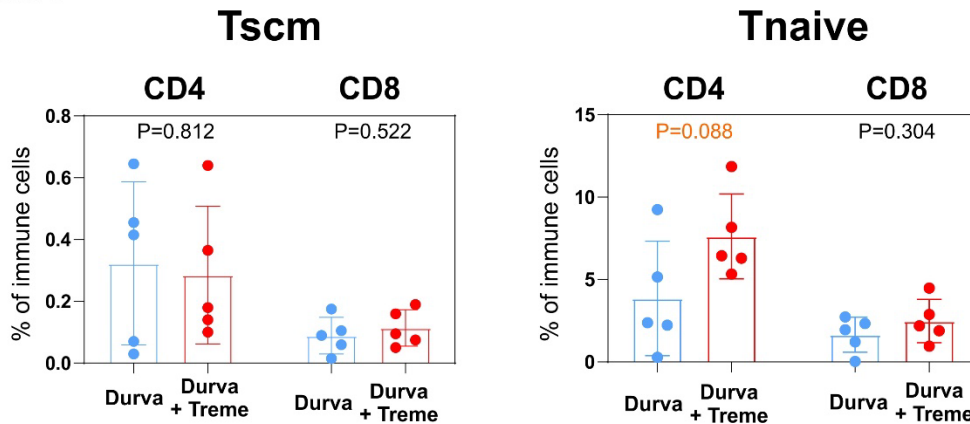 Tscm
CD4 CD8
% of immune cells
0.8
0.6
0.4
0.2
0.0
P=0.812 P=0.522
Durva
Durva
+ Treme
Durva
Durva
+ Treme
Tnaive
CD4 CD8
% of immune cells
15
10
5
0
P=0.088 P=0.304
Durva
Durva
+ Treme
Durva
Durva
+ Treme